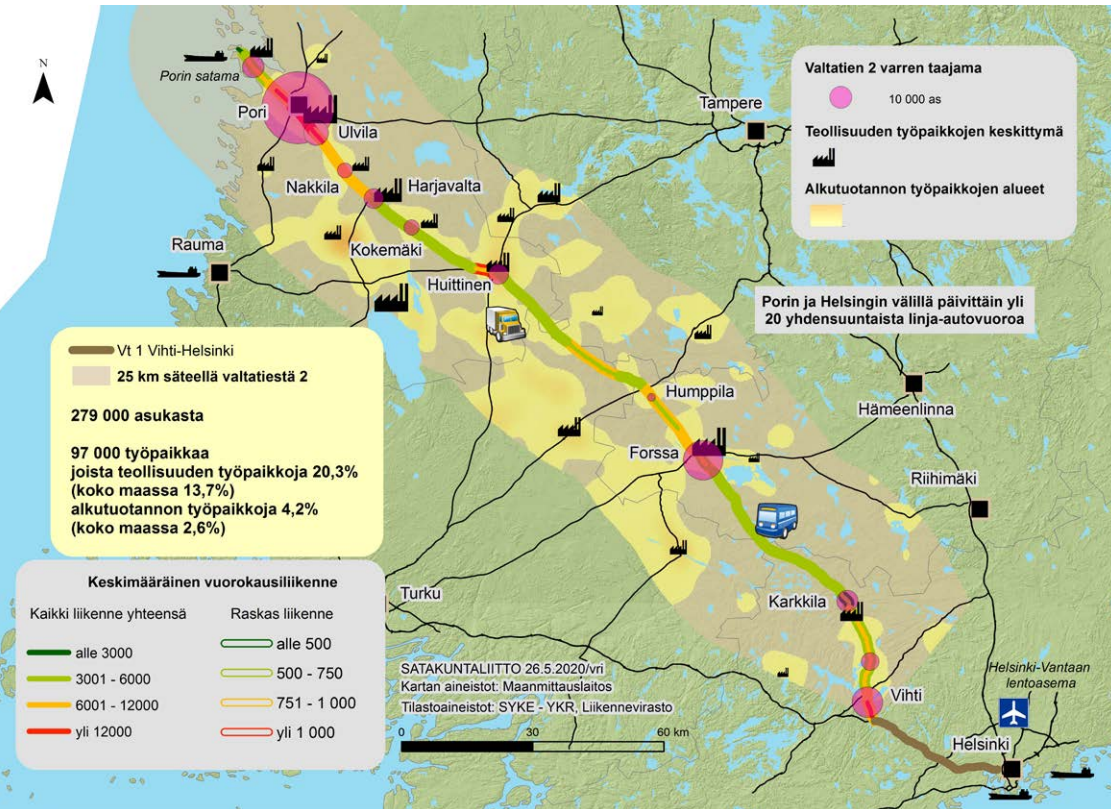 N
Porin satama
Pori
Ulvila
Nakkila
Harjavalta
Rauma
Kokemäki
Huittinen
Tampere
Valtatien 2 varren taajama
10 000 as
Teollisuuden työpaikkojen keskittymä
Alkutuotannon työpaikkojen alueet
Porin ja Helsingin välillä päivittäin yli
20 yhdensuuntaista linja-autovuoroa
Humppila
Hämeenlinna
Forssa
Riihimäki
Vt 1 Vihti-Helsinki
25 km säteellä valtatiestä 2
279 000 asukasta
97 000 työpaikkaa
joista teollisuuden työpaikkoja 20,3%
(koko maassa 13,7%)
alkutuotannon työpaikkoja 4,2%
(koko maassa 2,6%)
Keskimääräinen vuorokausiliikenne
Kaikki liikenne yhteensä
alle 3000
3001 - 6000
6001 - 12000
yli 12000
Raskas liikenne
alle 500
500 - 750
751 - 1 000
yli 1 000
Turku
Karkkila
Vihti
Helsinki-Vantaan
lentoasema
Helsinki
SATAKUNTALIITTO 26.5.2020/vri
Kartan aineistot: Maanmittauslaitos
Tilastoaineistot: SYKE - YKR, Liikennevirasto
0 30 60 km